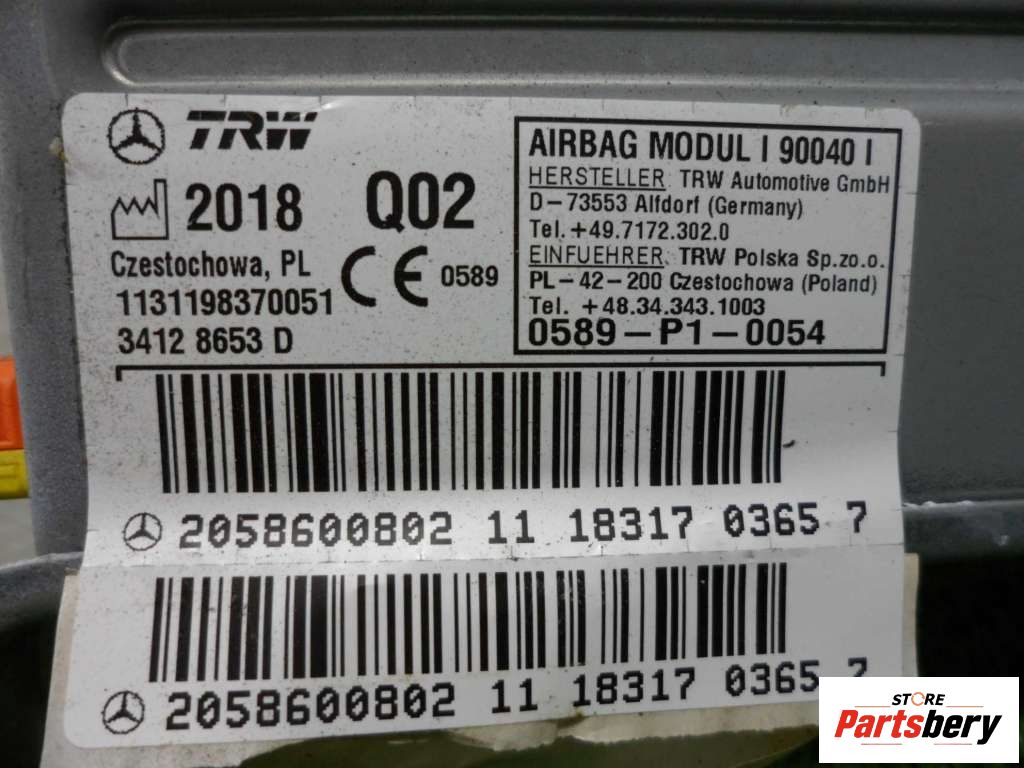 TRW
2018 Q02
Czestochowa, PL
CE 0589
1131198370051
3412 8653 D
AIRBAG MODUL I 90040 I
HERSTELLER: TRW Automotive GmbH
D-73553 Alfdorf (Germany)
Tel. +49.7172.302.0
EINFUEHRER: TRW Polska Sp.zo.o.
PL-42-200 Czestochowa (Poland)
Tel. +48.34.343.1003
0589-P1-0054
2058600802 11 18317 0365 7
2058600802 11 18317 0365 7
STORE
Partsbery